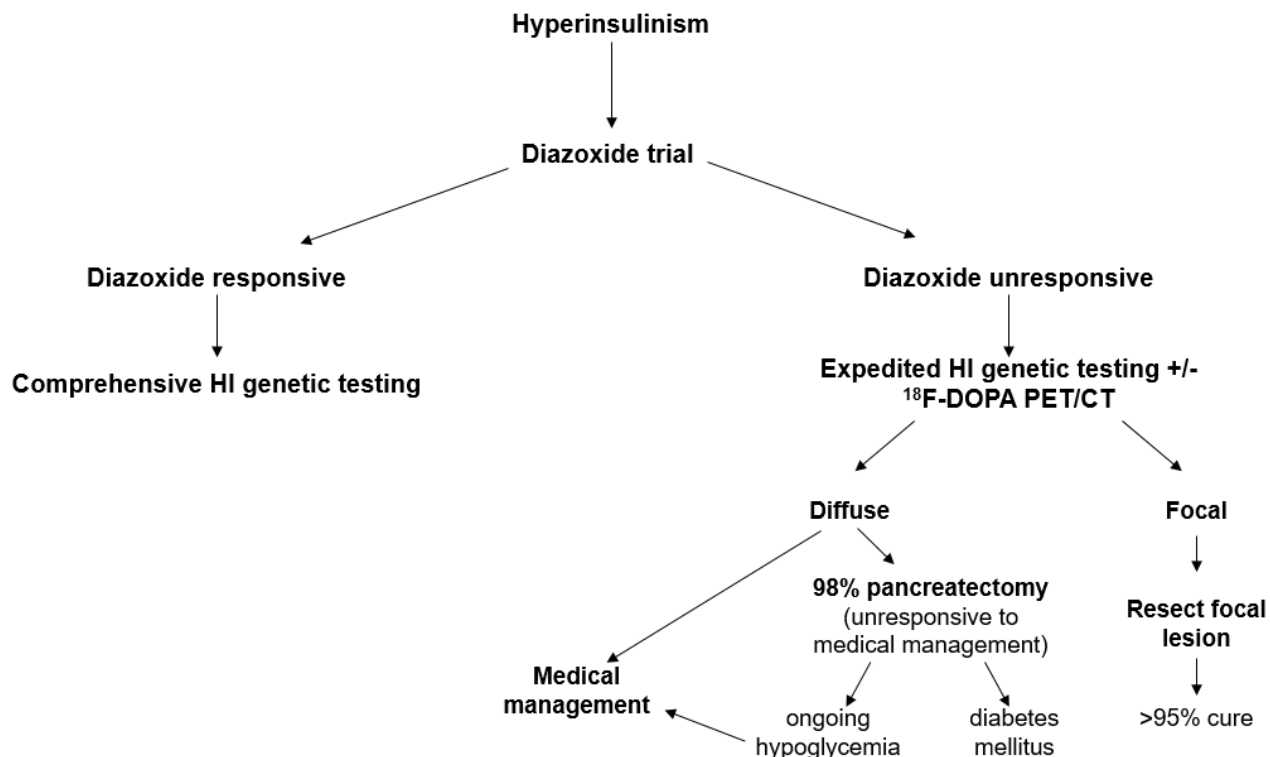 Hyperinsulinism
Diazoxide trial
Diazoxide responsive
Diazoxide unresponsive
Comprehensive HI genetic testing
Expedited HI genetic testing +/-
¹⁸F-DOPA PET/CT
Diffuse
Focal
98% pancreatectomy
(unresponsive to
medical management)
Resect focal
lesion
Medical
management
ongoing
hypoglycemia
diabetes
mellitus
>95% cure